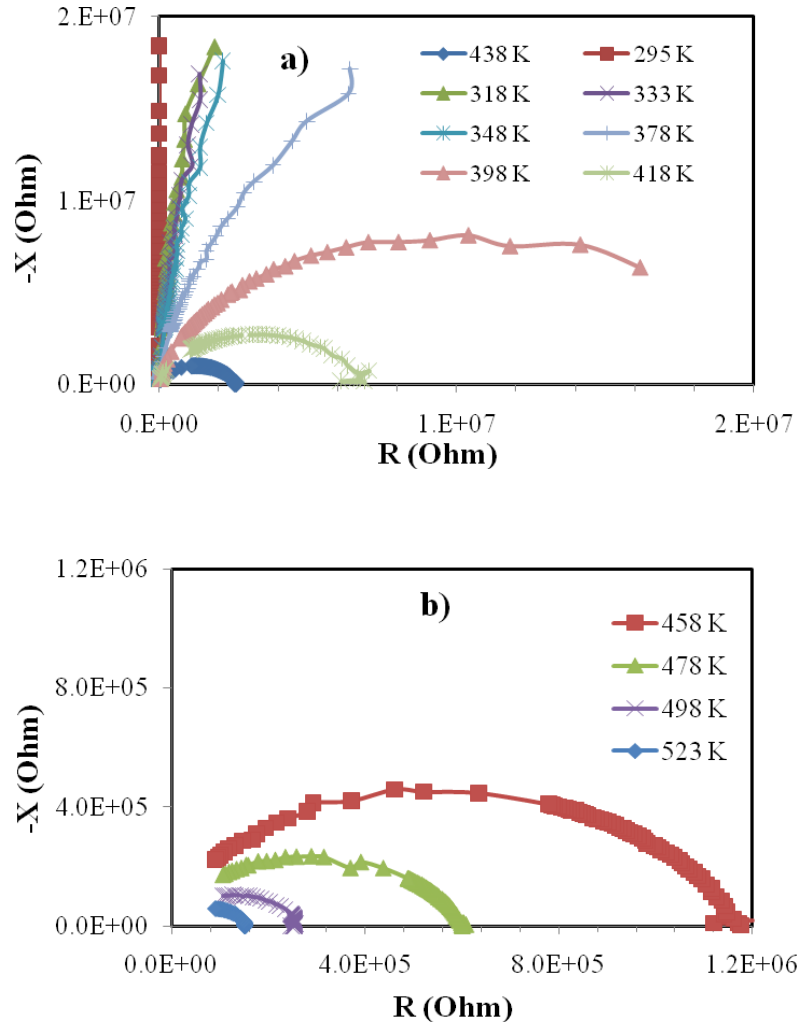 2.E+07
a)
438 K
295 K
318 K
333 K
348 K
378 K
398 K
418 K
1.E+07
-X (Ohm)
0.E+00
0.E+00
1.E+07
2.E+07
R (Ohm)
1.2E+06
b)
458 K
478 K
498 K
523 K
8.0E+05
-X (Ohm)
4.0E+05
0.0E+00
0.0E+00
4.0E+05
8.0E+05
1.2E+06
R (Ohm)